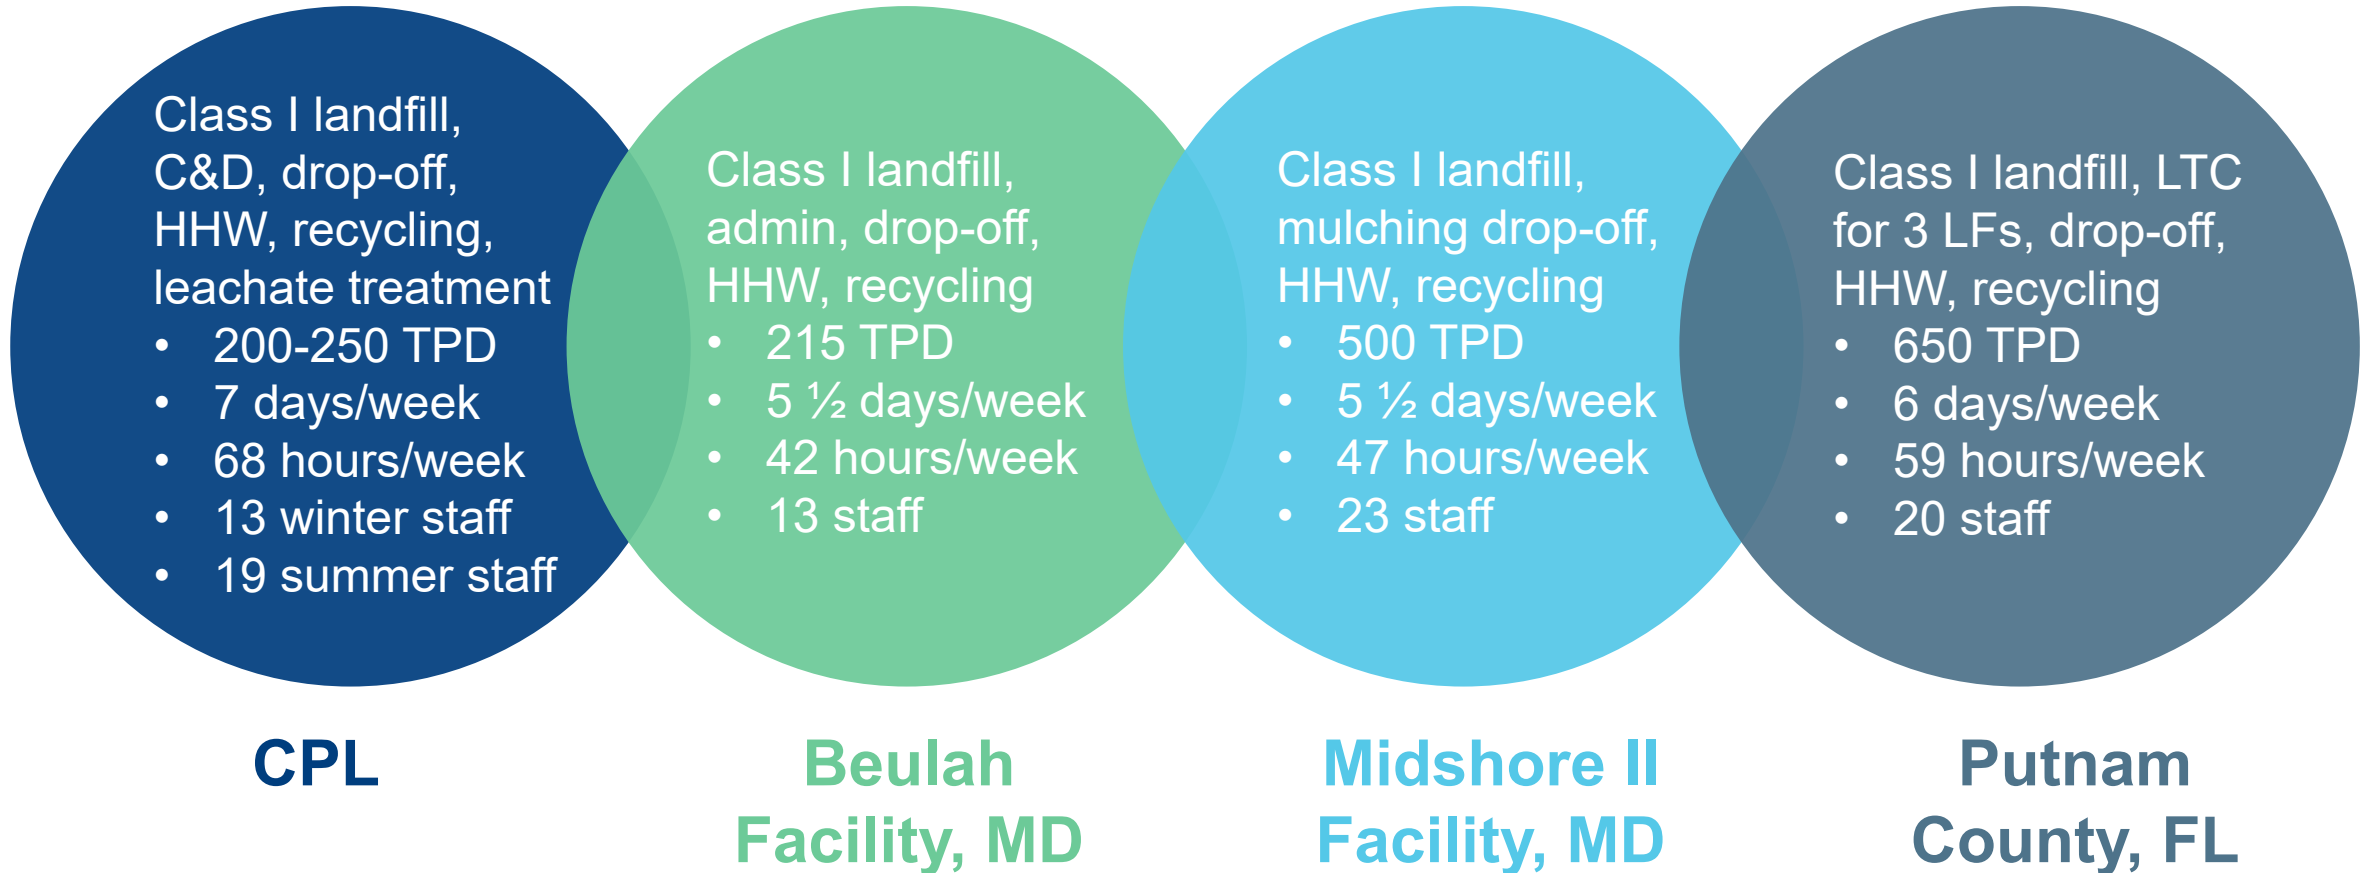 Class I landfill,
C&D, drop-off,
HHW, recycling,
leachate treatment
• 200-250 TPD
• 7 days/week
• 68 hours/week
• 13 winter staff
• 19 summer staff
Class I landfill,
admin, drop-off,
HHW, recycling
• 215 TPD
• 5 ½ days/week
• 42 hours/week
• 13 staff
Class I landfill,
mulching drop-off,
HHW, recycling
• 500 TPD
• 5 ½ days/week
• 47 hours/week
• 23 staff
Class I landfill, LTC
for 3 LFs, drop-off,
HHW, recycling
• 650 TPD
• 6 days/week
• 59 hours/week
• 20 staff
CPL
Beulah
Facility, MD
Midshore II
Facility, MD
Putnam
County, FL